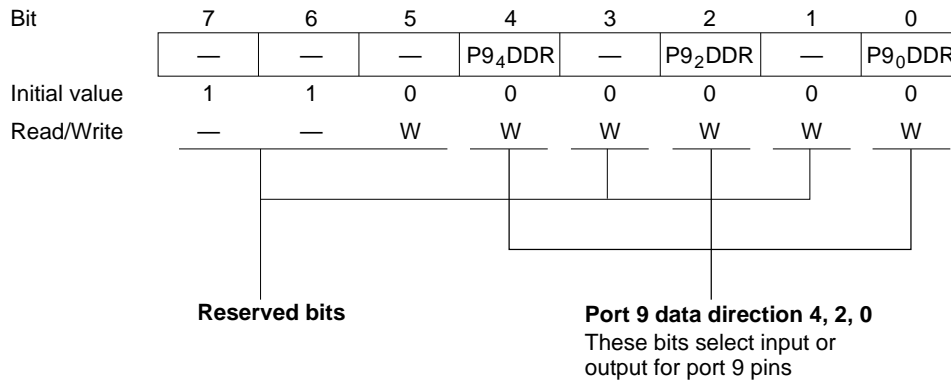 Bit 7 6 5 4 3 2 1 0
— — — P9₄DDR — P9₂DDR — P9₀DDR
Initial value 1 1 0 0 0 0 0 0
Read/Write — — W W W W W W
Reserved bits
Port 9 data direction 4, 2, 0
These bits select input or
output for port 9 pins